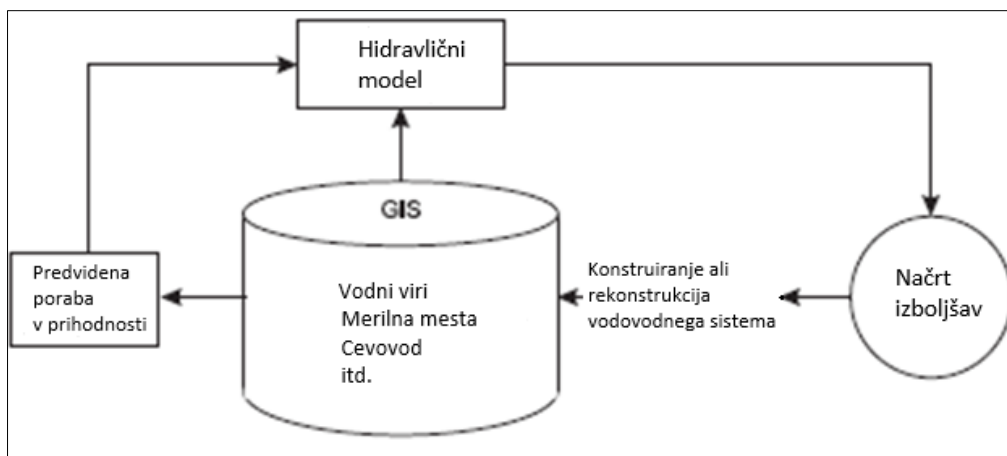 Hidravlični
model
GIS
Vodni viri
Merilna mesta
Cevovod
itd.
Predvidena
poraba
v prihodnosti
Konstruiranje ali
rekonstrukcija
vodovodnega sistema
Načrt
izboljšav